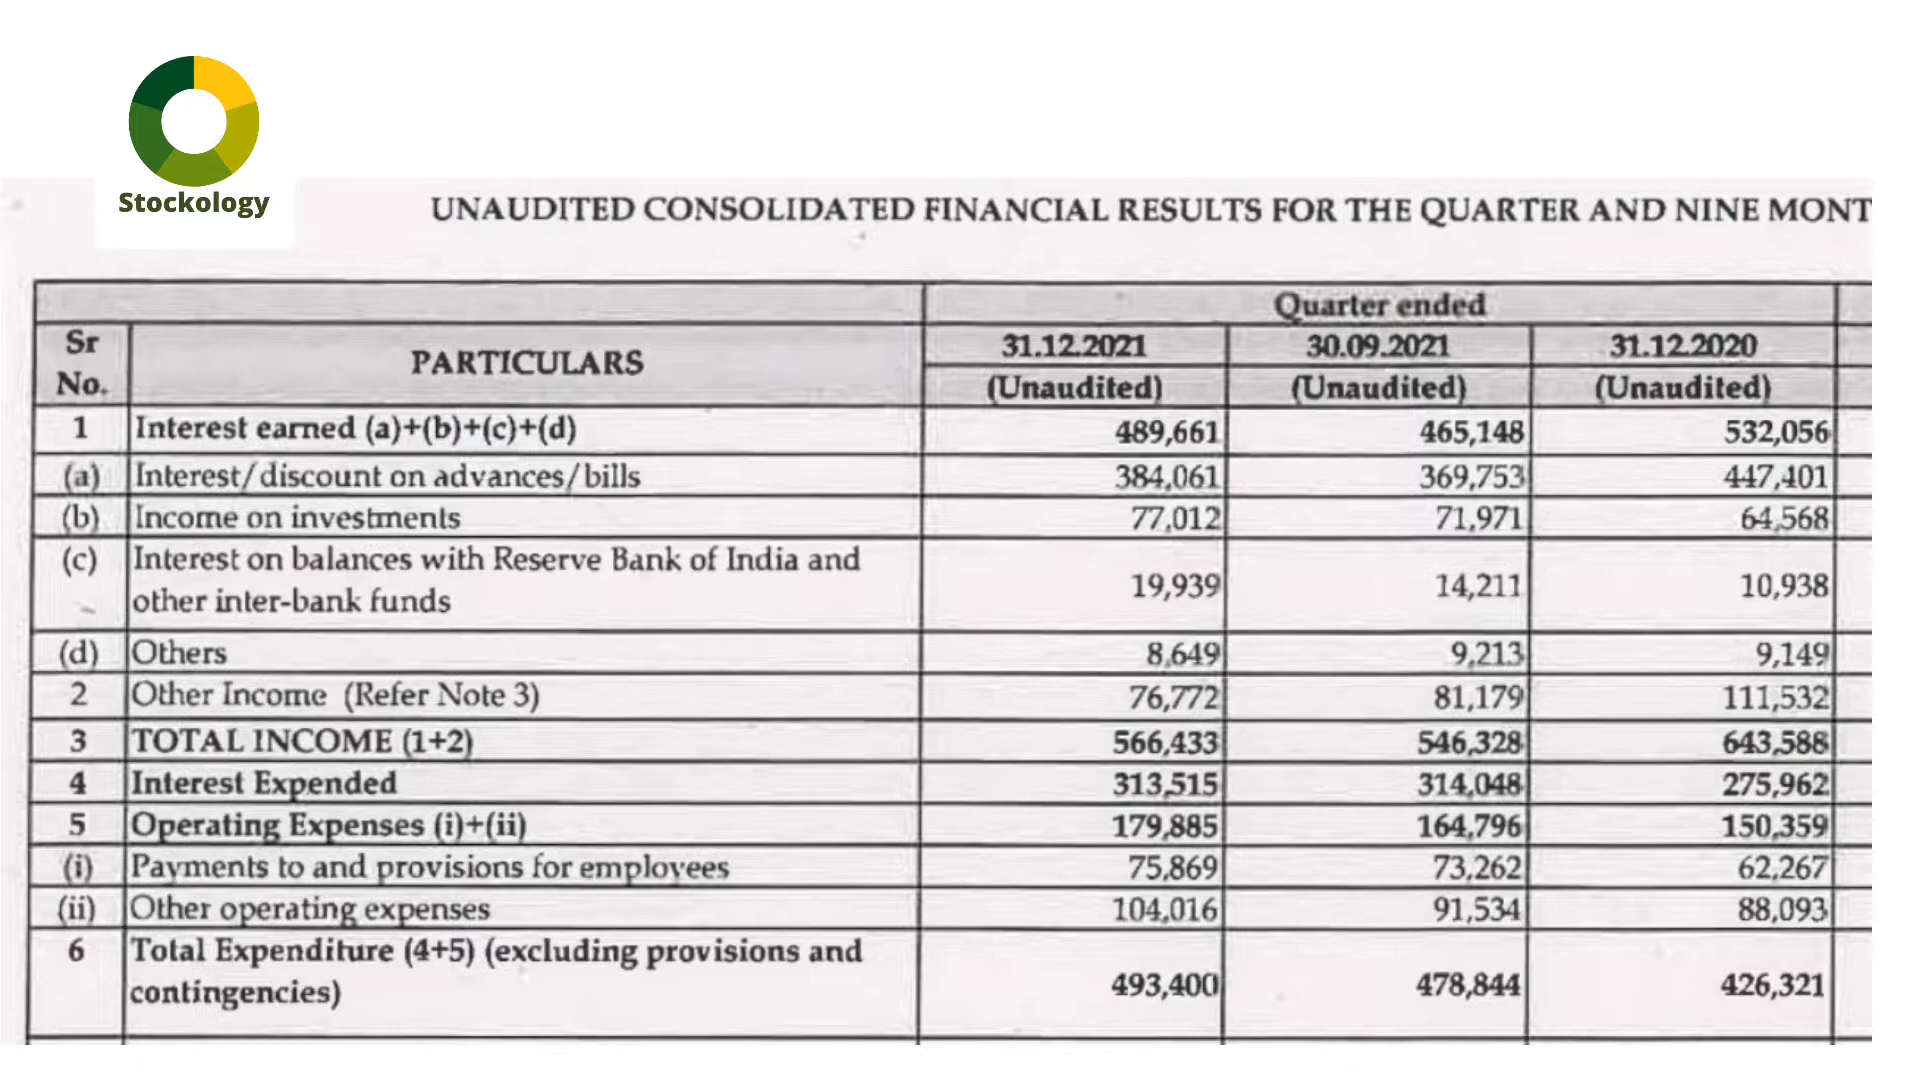 Stockology
UNAUDITED CONSOLIDATED FINANCIAL RESULTS FOR THE QUARTER AND NINE MONT
Quarter ended
Sr No. PARTICULARS 31.12.2021 30.09.2021 31.12.2020
(Unaudited) (Unaudited) (Unaudited)
1 Interest earned (a)+(b)+(c)+(d) 489,661 465,148 532,056
(a) Interest/discount on advances/bills 384,061 369,753 447,401
(b) Income on investments 77,012 71,971 64,568
(c) Interest on balances with Reserve Bank of India and
other inter-bank funds 19,939 14,211 10,938
(d) Others 8,649 9,213 9,149
2 Other Income (Refer Note 3) 76,772 81,179 111,532
3 TOTAL INCOME (1+2) 566,433 546,328 643,588
4 Interest Expended 313,515 314,048 275,962
5 Operating Expenses (i)+(ii) 179,885 164,796 150,359
(i) Payments to and provisions for employees 75,869 73,262 62,267
(ii) Other operating expenses 104,016 91,534 88,093
6 Total Expenditure (4+5) (excluding provisions and
contingencies) 493,400 478,844 426,321